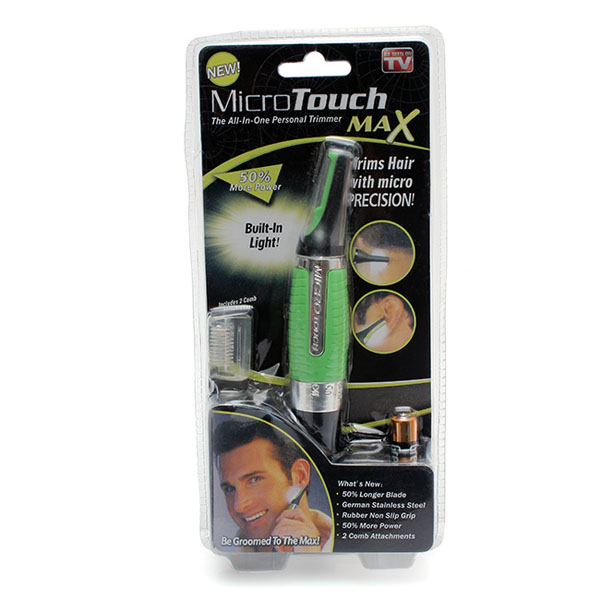 NEW!
AS SEEN ON
TV
MicroTouch
The All-In-One Personal Trimmer
MAX
Trims Hair
with micro
PRECISION!
50%
More Power
Built-In
Light!
MICROTOUCH
Includes 2 Comb
What's New:
• 50% Longer Blade
• German Stainless Steel
• Rubber Non Slip Grip
• 50% More Power
• 2 Comb Attachments
Be Groomed To The Max!